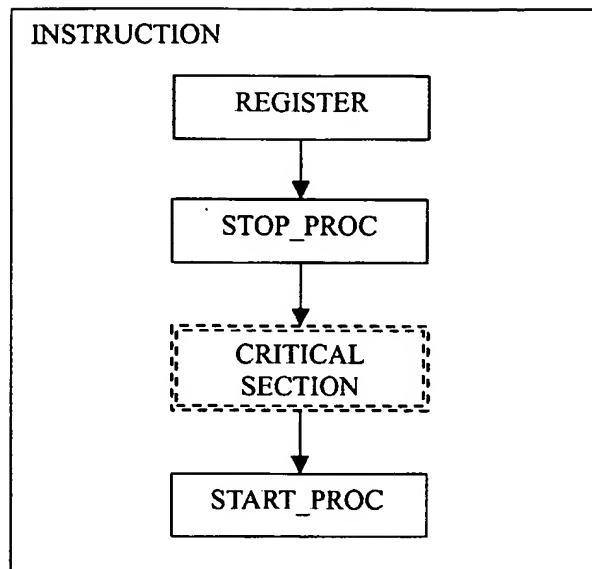 INSTRUCTION
REGISTER
STOP_PROC
CRITICAL
SECTION
START_PROC